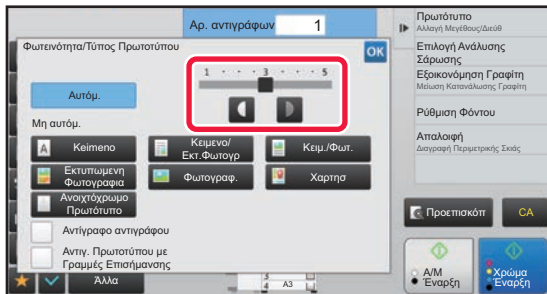 Αρ. αντιγράφων 1
Φωτεινότητα/Τύπος Πρωτοτύπου
OK
1 3 5
Αυτόμ.
Μη αυτόμ.
Keimeno
Κειμενο/
Εκτ.Φωτογρ
Κειμ./Φωτ.
Εκτυπωμενη
Φωτογραφια
Φωτογραφ.
Χαρτησ
Ανοιχτόχρωμο
Πρωτότυπο
Αντίγραφο αντιγράφου
Αντιγ. Πρωτοτύπου με
Γραμμές Επισήμανσης
Άλλα
4 A3
Πρωτότυπο
Αλλαγή Μεγέθους/Διεύθ
Επιλογή Ανάλυσης
Σάρωσης
Εξοικονόμηση Γραφίτη
Μείωση Κατανάλωσης Γραφίτη
Ρύθμιση Φόντου
Απαλοιφή
Διαγραφή Περιμετρικής Σκιάς
Προεπισκόπ
CA
Α/Μ
Έναρξη
Χρώμα
Έναρξη